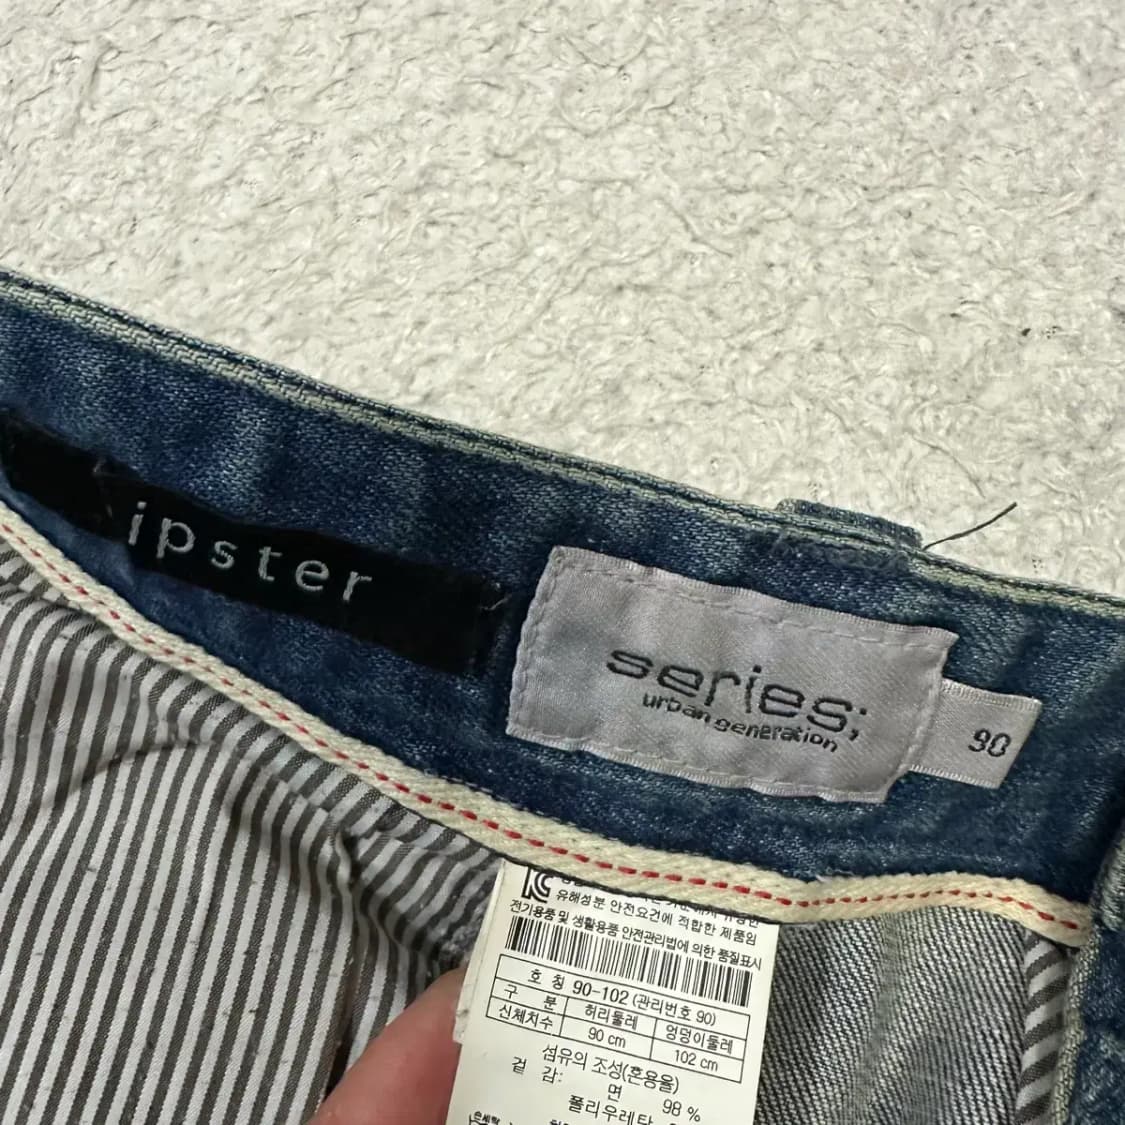 ipster
series;
urban generation
90
유해성분 안전요건에 적합한 제품임
전기용품 및 생활용품 안전관리법에 의한 품질표시
호 칭 90-102 (관리번호 90)
구 분 허리둘레 엉덩이둘레
신체치수 90 cm 102 cm
섬유의 조성(혼용율)
겉 감: 면 98 %
폴리우레탄